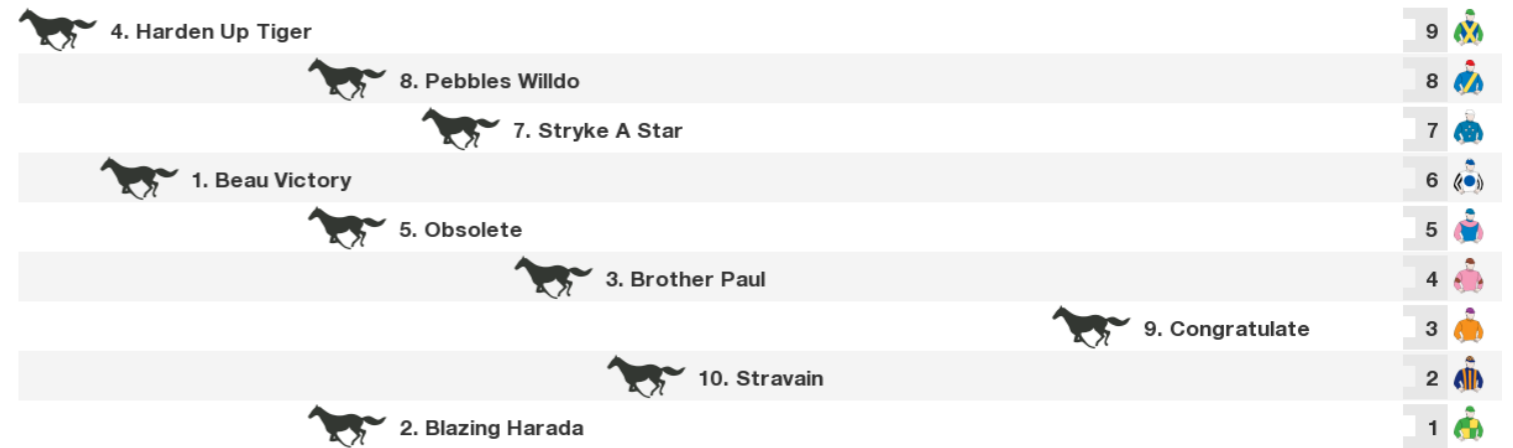 4. Harden Up Tiger 9
8. Pebbles Willdo 8
7. Stryke A Star 7
1. Beau Victory 6
5. Obsolete 5
3. Brother Paul 4
9. Congratulate 3
10. Stravain 2
2. Blazing Harada 1